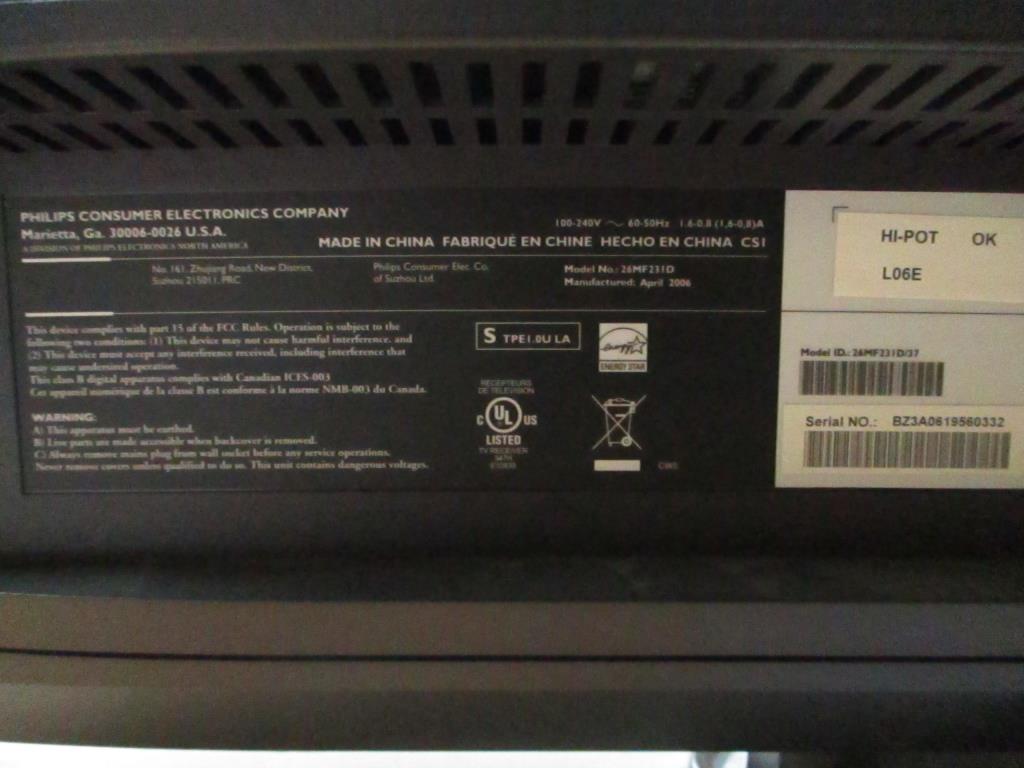 PHILIPS CONSUMER ELECTRONICS COMPANY
Marietta, Ga. 30006-0026 U.S.A.
A DIVISION OF PHILIPS ELECTRONICS NORTH AMERICA
100-240V ~ 60-50Hz 1.6-0.8 (1,6-0,8)A
MADE IN CHINA FABRIQUÉ EN CHINE HECHO EN CHINA CSI
No. 161, Zhujiang Road, New District,
Suzhou 215011, PRC
Philips Consumer Elec. Co.
of Suzhou Ltd.
Model No.: 26MF231D
Manufactured: April 2006
This device complies with part 15 of the FCC Rules. Operation is subject to the
following two conditions: (1) This device may not cause harmful interference, and
(2) This device must accept any interference received, including interference that
may cause undesired operation.
This class B digital apparatus complies with Canadian ICES-003
Cet appareil numérique de la classe B est conforme à la norme NMB-003 du Canada.
WARNING:
A) This apparatus must be earthed.
B) Live parts are made accessible when backcover is removed.
C) Always remove mains plug from wall socket before any service operations.
Never remove covers unless qualified to do so. This unit contains dangerous voltages.
S TPE1.0U LA
energy
ENERGY STAR
RECEPTEURS
DE TELEVISION
C UL US
LISTED
TV RECEIVER
HI-POT OK
L06E
Model ID.: 26MF231D/37
Serial NO.: BZ3A0619560332